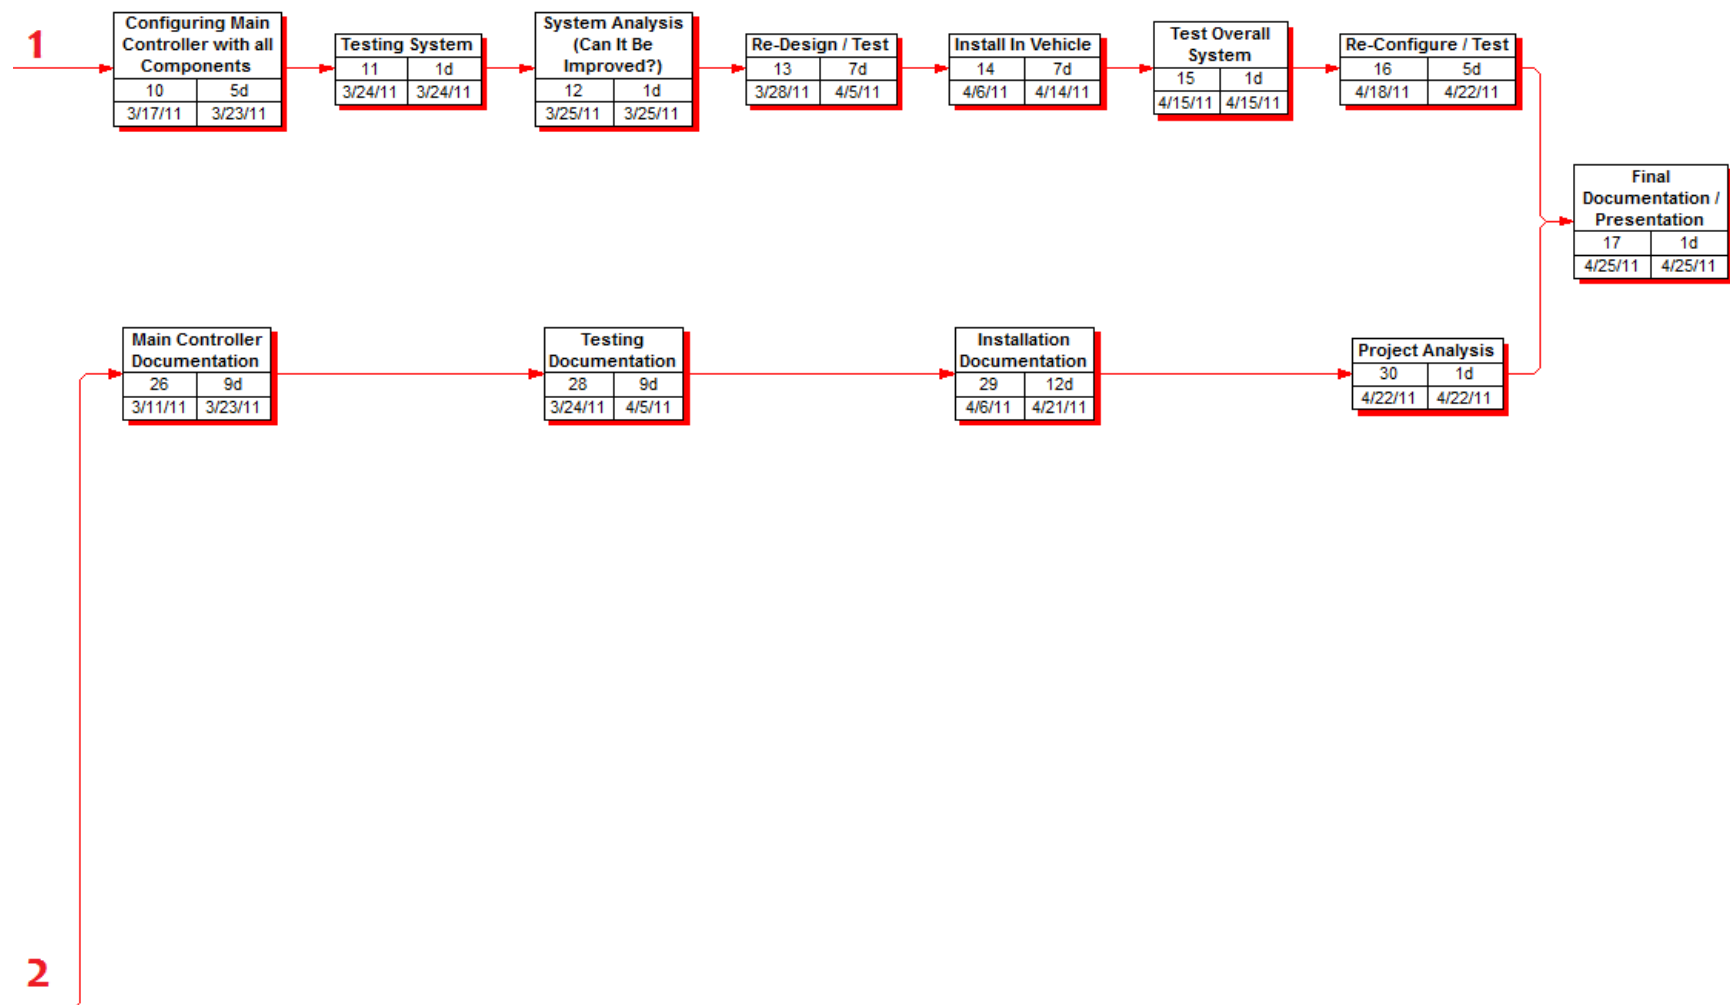 1
Configuring Main
Controller with all
Components
10 5d
3/17/11 3/23/11
Testing System
11 1d
3/24/11 3/24/11
System Analysis
(Can It Be
Improved?)
12 1d
3/25/11 3/25/11
Re-Design / Test
13 7d
3/28/11 4/5/11
Install In Vehicle
14 7d
4/6/11 4/14/11
Test Overall
System
15 1d
4/15/11 4/15/11
Re-Configure / Test
16 5d
4/18/11 4/22/11
Final
Documentation /
Presentation
17 1d
4/25/11 4/25/11
Main Controller
Documentation
26 9d
3/11/11 3/23/11
Testing
Documentation
28 9d
3/24/11 4/5/11
Installation
Documentation
29 12d
4/6/11 4/21/11
Project Analysis
30 1d
4/22/11 4/22/11
2